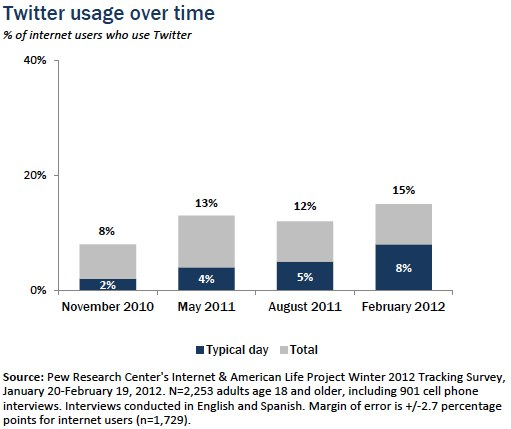 Twitter usage over time
% of internet users who use Twitter
40%
20%
0%
8%
13%
12%
15%
2%
4%
5%
8%
November 2010 May 2011 August 2011 February 2012
Typical day Total
Source: Pew Research Center's Internet & American Life Project Winter 2012 Tracking Survey,
January 20-February 19, 2012. N=2,253 adults age 18 and older, including 901 cell phone
interviews. Interviews conducted in English and Spanish. Margin of error is +/-2.7 percentage
points for internet users (n=1,729).